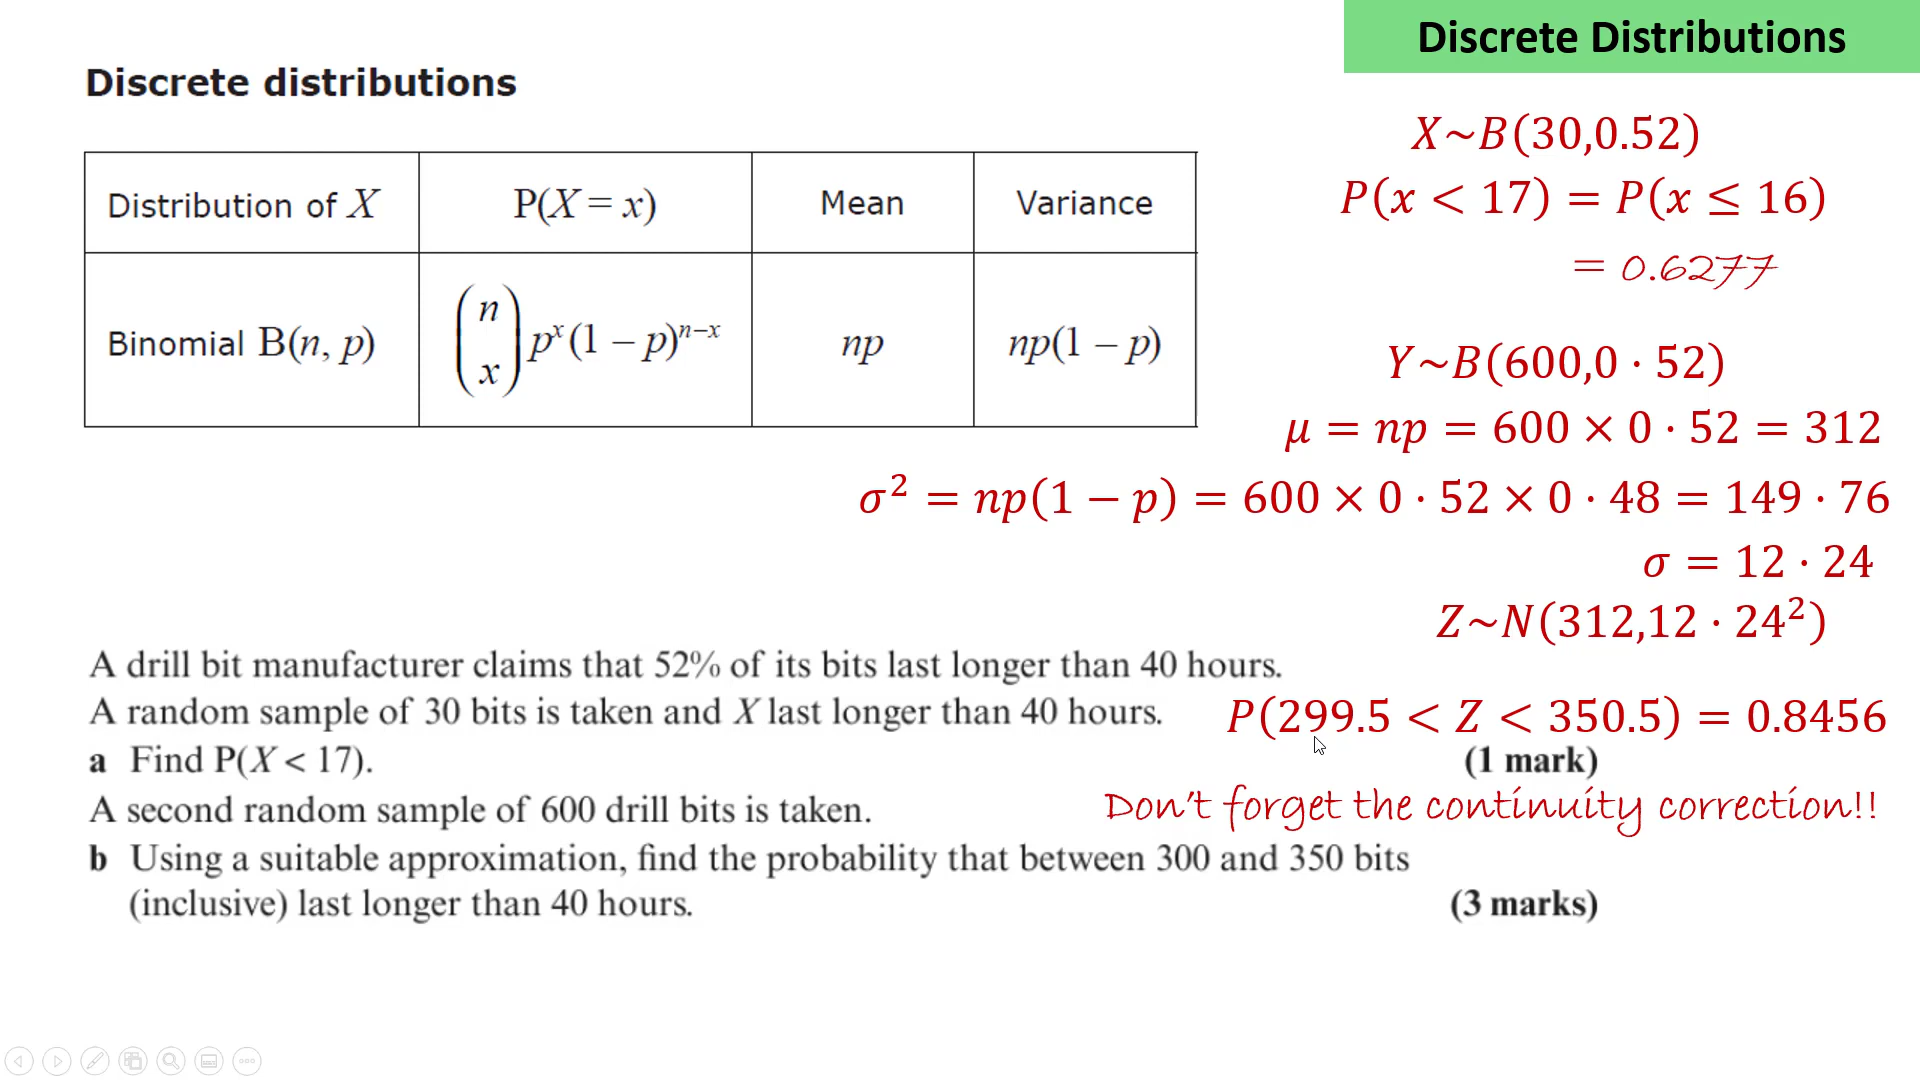 Discrete Distributions
Discrete distributions
Distribution of X P(X = x) Mean Variance
Binomial B(n, p) (n x) pˣ(1 − p)ⁿ⁻ˣ np np(1 − p)
X~B(30,0.52)
P(x < 17) = P(x ≤ 16)
= 0.6277
Y~B(600,0·52)
μ = np = 600 × 0·52 = 312
σ² = np(1 − p) = 600 × 0·52 × 0·48 = 149·76
σ = 12·24
Z~N(312,12·24²)
P(299.5 < Z < 350.5) = 0.8456
Don't forget the continuity correction!!
A drill bit manufacturer claims that 52% of its bits last longer than 40 hours.
A random sample of 30 bits is taken and X last longer than 40 hours.
a Find P(X < 17). (1 mark)
A second random sample of 600 drill bits is taken.
b Using a suitable approximation, find the probability that between 300 and 350 bits
(inclusive) last longer than 40 hours. (3 marks)